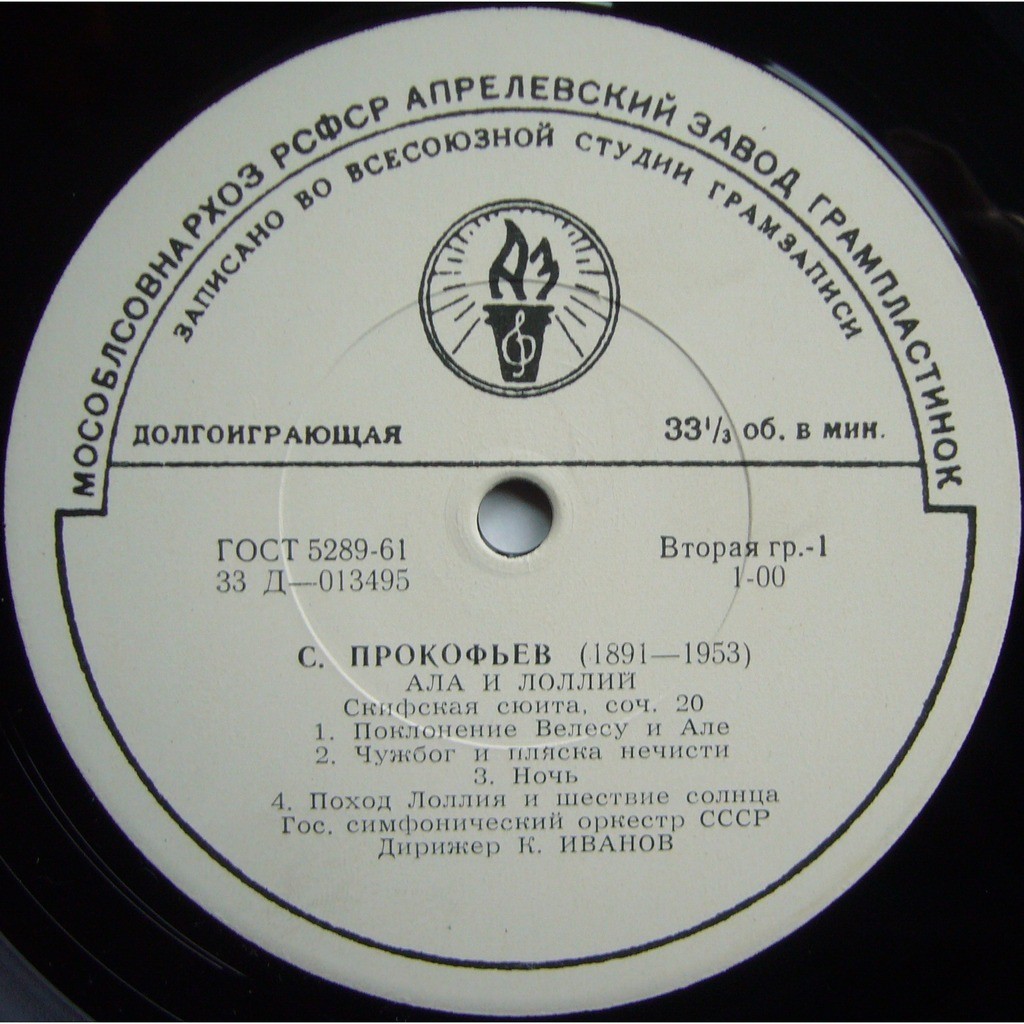 МОСОБЛСОВНАРХОЗ РСФСР АПРЕЛЕВСКИЙ ЗАВОД ГРАМПЛАСТИНОК
ЗАПИСАНО ВО ВСЕСОЮЗНОЙ СТУДИИ ГРАМЗАПИСИ
АЗ
ДОЛГОИГРАЮЩАЯ 33 1/3 об. в мин.
ГОСТ 5289-61 Вторая гр.-1
33 Д—013495 1-00
С. ПРОКОФЬЕВ (1891—1953)
АЛА И ЛОЛЛИЙ
Скифская сюита, соч. 20
1. Поклонение Велесу и Але
2. Чужбог и пляска нечисти
3. Ночь
4. Поход Лоллия и шествие солнца
Гос. симфонический оркестр СССР
Дирижер К. ИВАНОВ